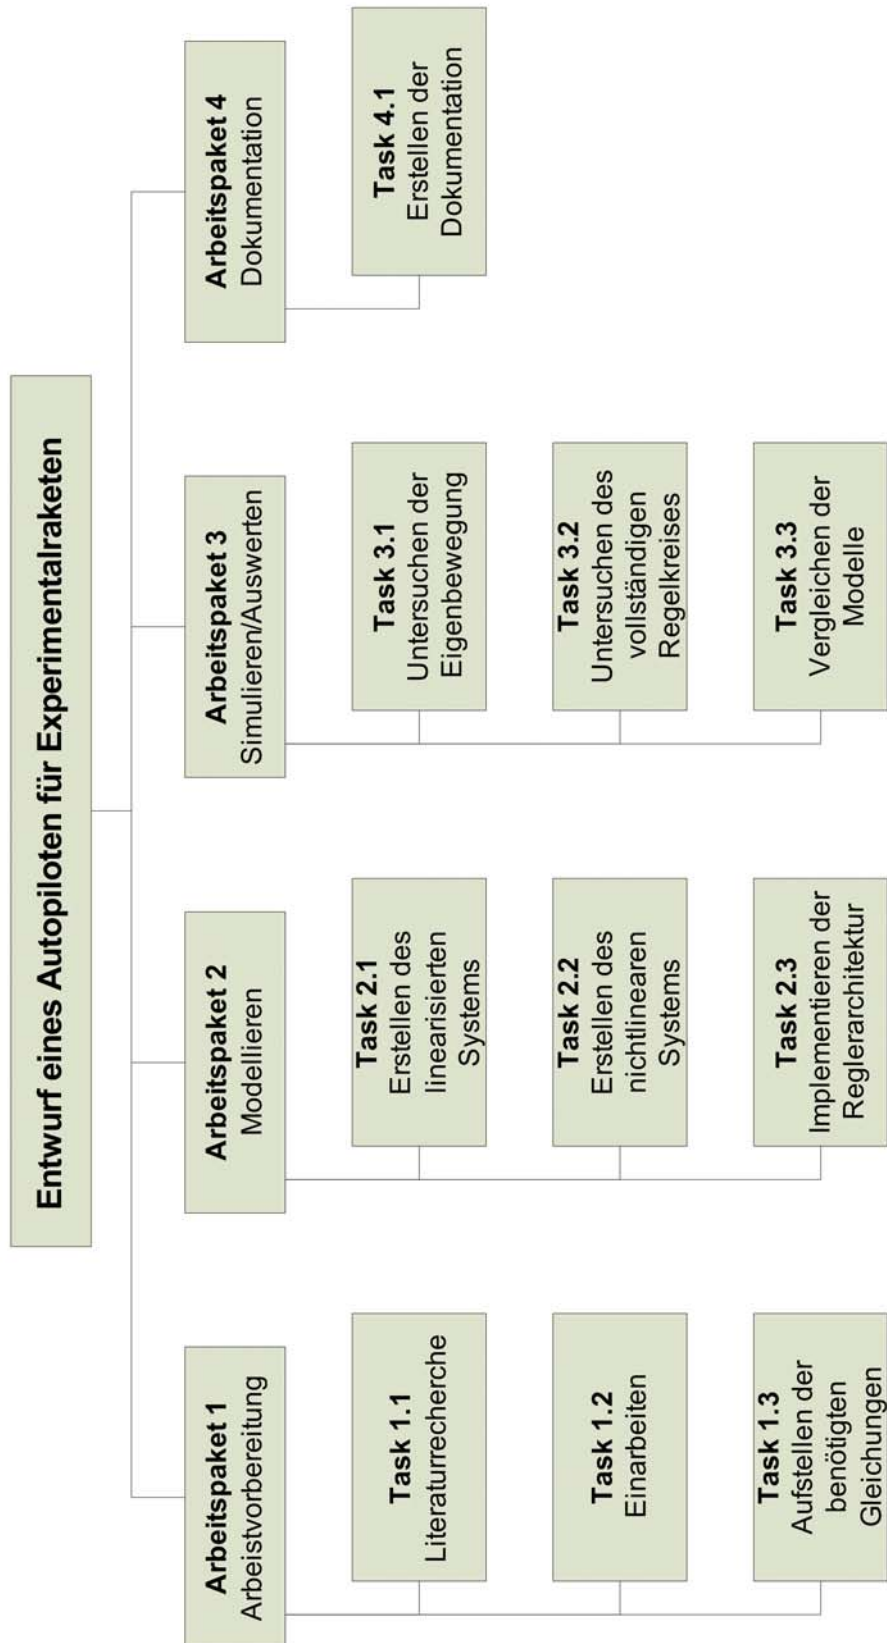 Entwurf eines Autopiloten für Experimentalraketen
Arbeitspaket 1
Arbeistvorbereitung
Task 1.1
Literaturrecherche
Task 1.2
Einarbeiten
Task 1.3
Aufstellen der
benötigten
Gleichungen
Arbeitspaket 2
Modellieren
Task 2.1
Erstellen des
linearisierten
Systems
Task 2.2
Erstellen des
nichtlinearen
Systems
Task 2.3
Implementieren der
Reglerarchitektur
Arbeitspaket 3
Simulieren/Auswerten
Task 3.1
Untersuchen der
Eigenbewegung
Task 3.2
Untersuchen des
vollständigen
Regelkreises
Task 3.3
Vergleichen der
Modelle
Arbeitspaket 4
Dokumentation
Task 4.1
Erstellen der
Dokumentation